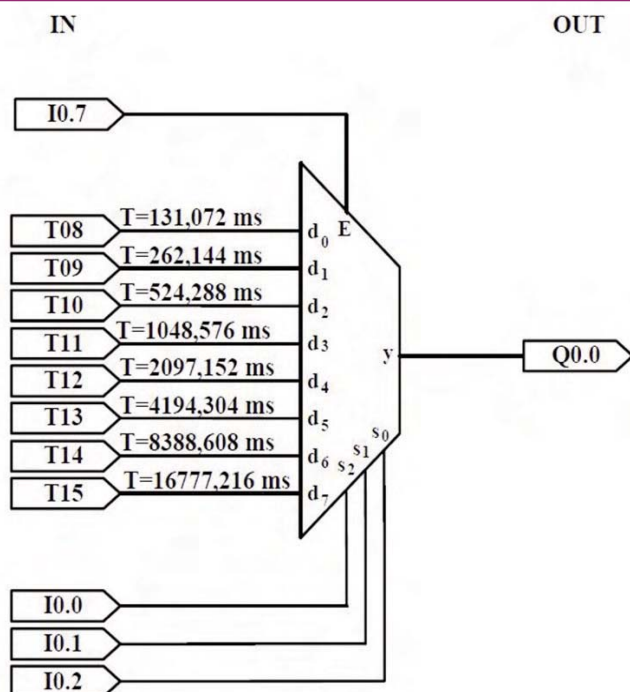 IN OUT
I0.7
T08 T=131,072 ms d0 E
T09 T=262,144 ms d1
T10 T=524,288 ms d2
T11 T=1048,576 ms d3
y Q0.0
T12 T=2097,152 ms d4
T13 T=4194,304 ms d5
T14 T=8388,608 ms d6 s2 s1 s0
T15 T=16777,216 ms d7
I0.0
I0.1
I0.2